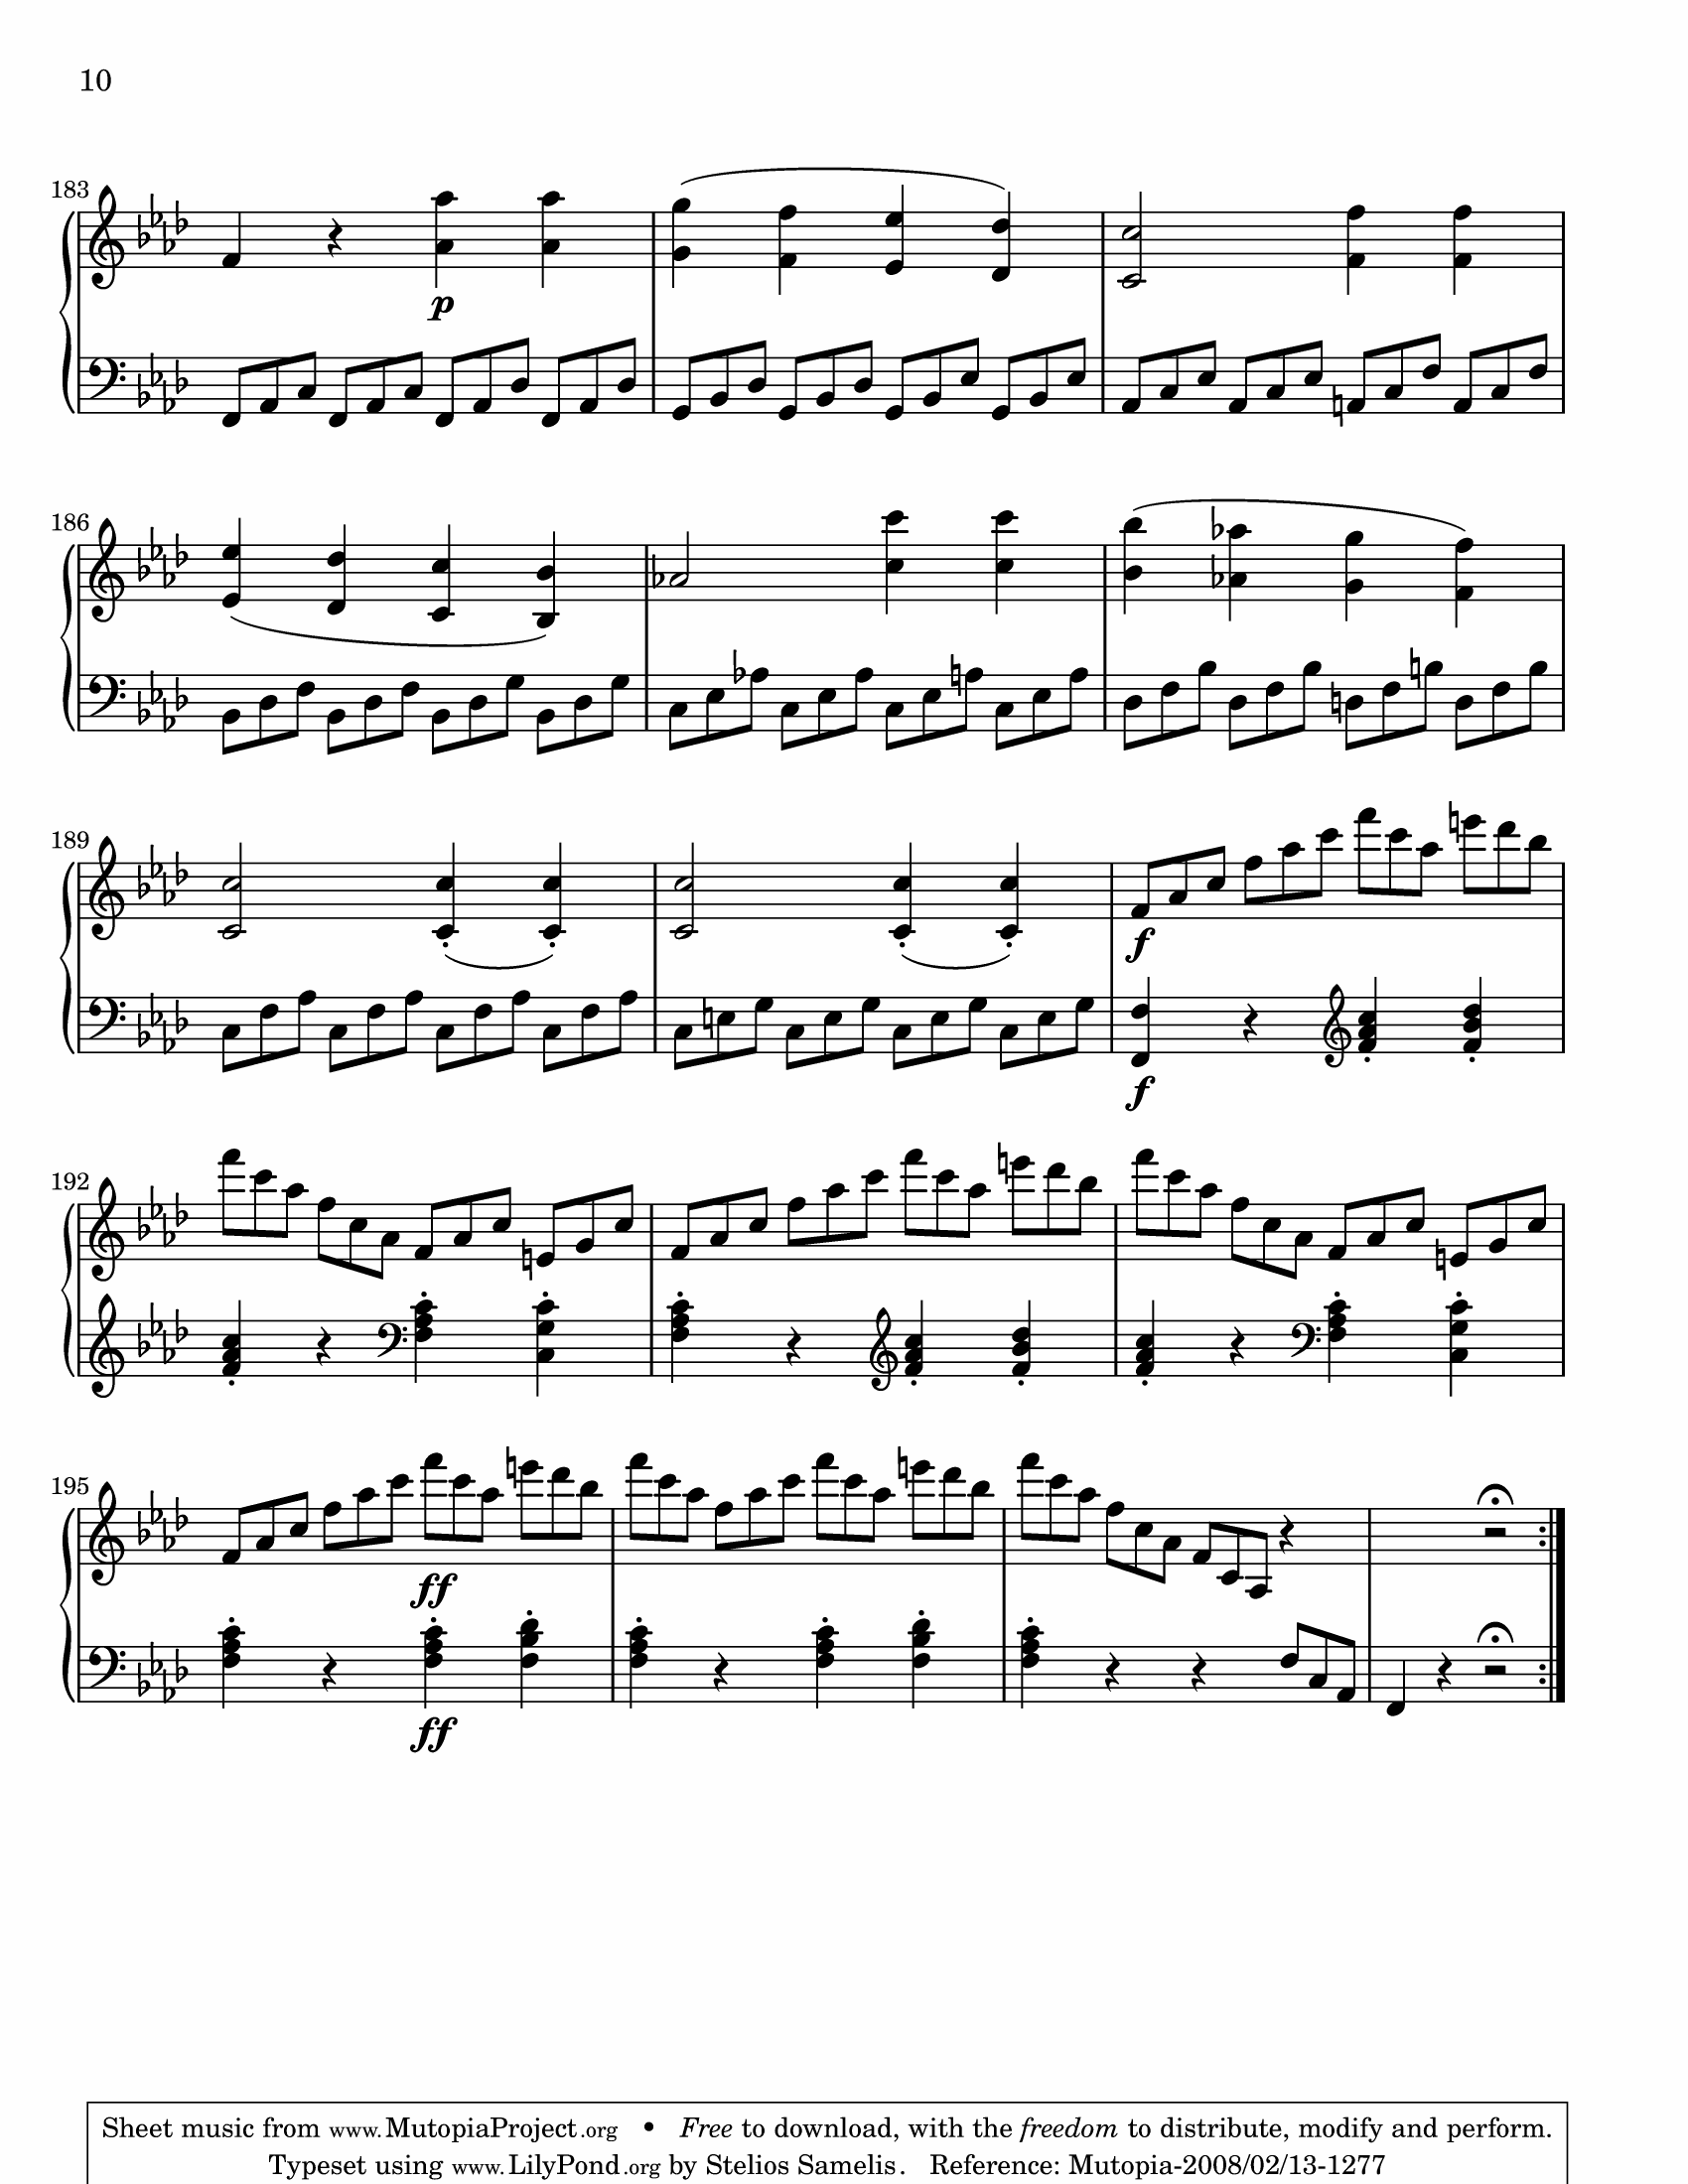 10
183
p
186
189
f
f
192
195
ff
ff
Sheet music from www.MutopiaProject.org • Free to download, with the freedom to distribute, modify and perform.
Typeset using www.LilyPond.org by Stelios Samelis. Reference: Mutopia-2008/02/13-1277